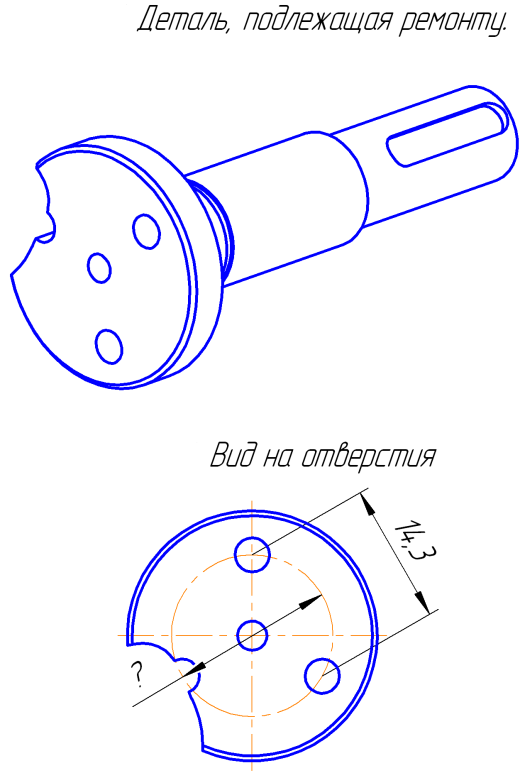 Деталь, подлежащая ремонту.
Вид на отверстия
14,3
?